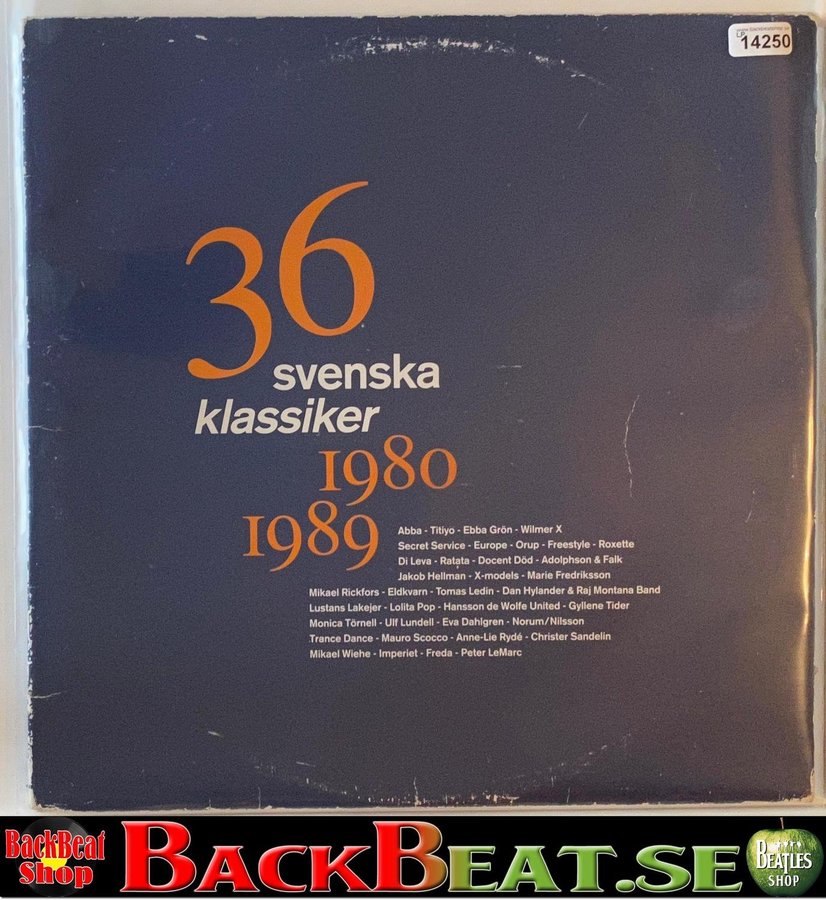 LP
14250
36
svenska
klassiker
1980
1989
Abba - Titiyo - Ebba Grön - Wilmer X
Secret Service - Europe - Orup - Freestyle - Roxette
Di Leva - Ratata - Docent Död - Adolphson & Falk
Jakob Hellman - X-models - Marie Fredriksson
Mikael Rickfors - Eldkvarn - Tomas Ledin - Dan Hylander & Raj Montana Band
Lustans Lakejer - Lolita Pop - Hansson de Wolfe United - Gyllene Tider
Monica Törnell - Ulf Lundell - Eva Dahlgren - Norum/Nilsson
Trance Dance - Mauro Scocco - Anne-Lie Rydé - Christer Sandelin
Mikael Wiehe - Imperiet - Freda - Peter LeMarc
BackBeat Shop
BACKBEAT.SE
BEATLES SHOP